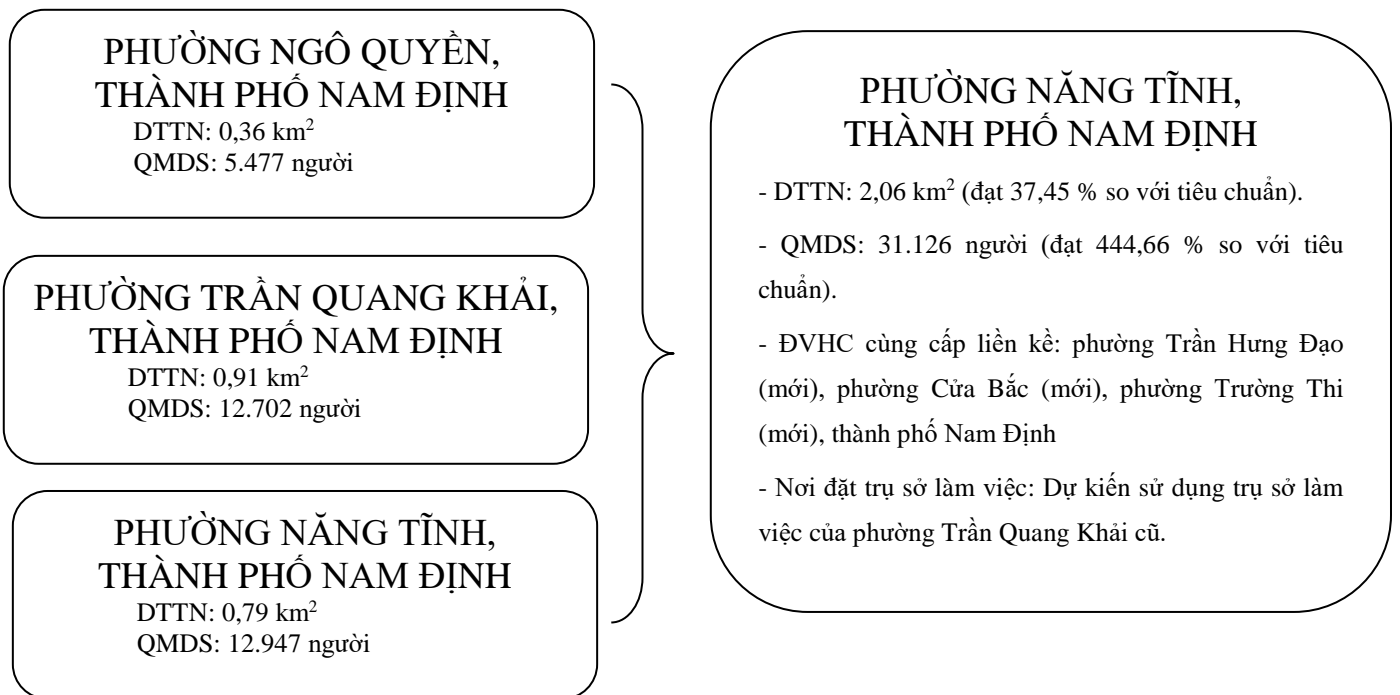 PHƯỜNG NGÔ QUYỀN,
THÀNH PHỐ NAM ĐỊNH
DTTN: 0,36 km²
QMDS: 5.477 người
PHƯỜNG TRẦN QUANG KHẢI,
THÀNH PHỐ NAM ĐỊNH
DTTN: 0,91 km²
QMDS: 12.702 người
PHƯỜNG NĂNG TĨNH,
THÀNH PHỐ NAM ĐỊNH
DTTN: 0,79 km²
QMDS: 12.947 người
PHƯỜNG NĂNG TĨNH,
THÀNH PHỐ NAM ĐỊNH
- DTTN: 2,06 km² (đạt 37,45 % so với tiêu chuẩn).
- QMDS: 31.126 người (đạt 444,66 % so với tiêu
chuẩn).
- ĐVHC cùng cấp liền kề: phường Trần Hưng Đạo
(mới), phường Cửa Bắc (mới), phường Trường Thi
(mới), thành phố Nam Định
- Nơi đặt trụ sở làm việc: Dự kiến sử dụng trụ sở làm
việc của phường Trần Quang Khải cũ.